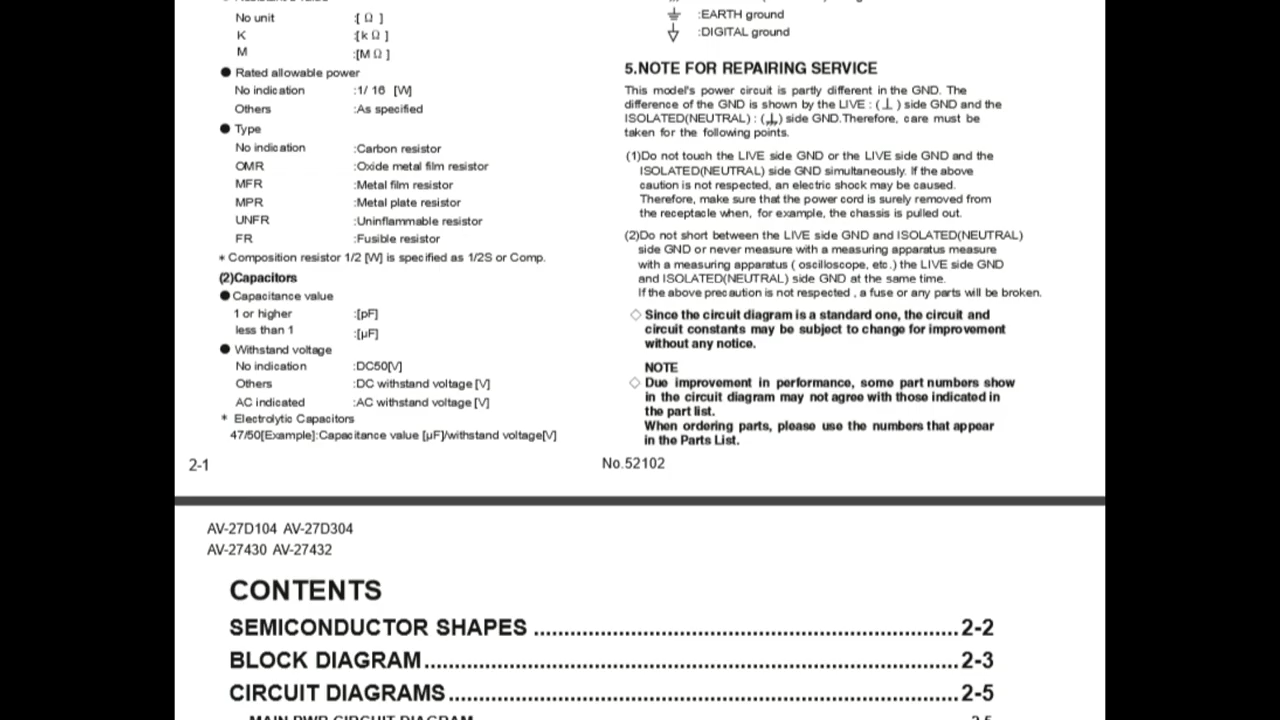 No unit :[ Ω ]
K :[k Ω ]
M :[M Ω ]
● Rated allowable power
No indication :1/ 16 [W]
Others :As specified
● Type
No indication :Carbon resistor
OMR :Oxide metal film resistor
MFR :Metal film resistor
MPR :Metal plate resistor
UNFR :Uninflammable resistor
FR :Fusible resistor
* Composition resistor 1/2 [W] is specified as 1/2S or Comp.
(2)Capacitors
● Capacitance value
1 or higher :[pF]
less than 1 :[μF]
● Withstand voltage
No indication :DC50[V]
Others :DC withstand voltage [V]
AC indicated :AC withstand voltage [V]
* Electrolytic Capacitors
47/50[Example]:Capacitance value [μF]/withstand voltage[V]
:EARTH ground
:DIGITAL ground
5.NOTE FOR REPAIRING SERVICE
This model's power circuit is partly different in the GND. The
difference of the GND is shown by the LIVE : (⊥) side GND and the
ISOLATED(NEUTRAL) : (⏚) side GND.Therefore, care must be
taken for the following points.
(1)Do not touch the LIVE side GND or the LIVE side GND and the
ISOLATED(NEUTRAL) side GND simultaneously. If the above
caution is not respected, an electric shock may be caused.
Therefore, make sure that the power cord is surely removed from
the receptacle when, for example, the chassis is pulled out.
(2)Do not short between the LIVE side GND and ISOLATED(NEUTRAL)
side GND or never measure with a measuring apparatus measure
with a measuring apparatus ( oscilloscope, etc.) the LIVE side GND
and ISOLATED(NEUTRAL) side GND at the same time.
If the above precaution is not respected , a fuse or any parts will be broken.
◇ Since the circuit diagram is a standard one, the circuit and
circuit constants may be subject to change for improvement
without any notice.
NOTE
◇ Due improvement in performance, some part numbers show
in the circuit diagram may not agree with those indicated in
the part list.
When ordering parts, please use the numbers that appear
in the Parts List.
2-1 No.52102
AV-27D104 AV-27D304
AV-27430 AV-27432
CONTENTS
SEMICONDUCTOR SHAPES ...................................................................... 2-2
BLOCK DIAGRAM........................................................................................ 2-3
CIRCUIT DIAGRAMS.................................................................................... 2-5
MAIN PWB CIRCUIT DIAGRAM 2-5